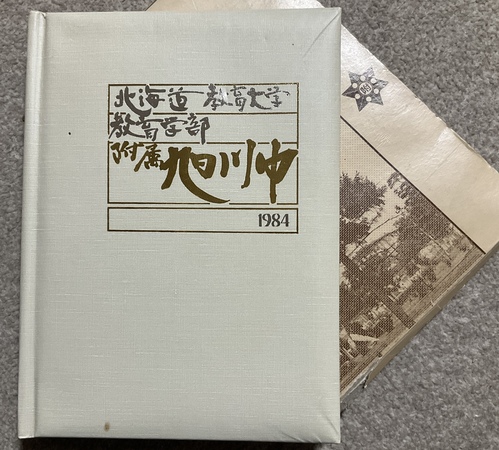 北海道 教育大学
教育学部
附属 旭川中
1984